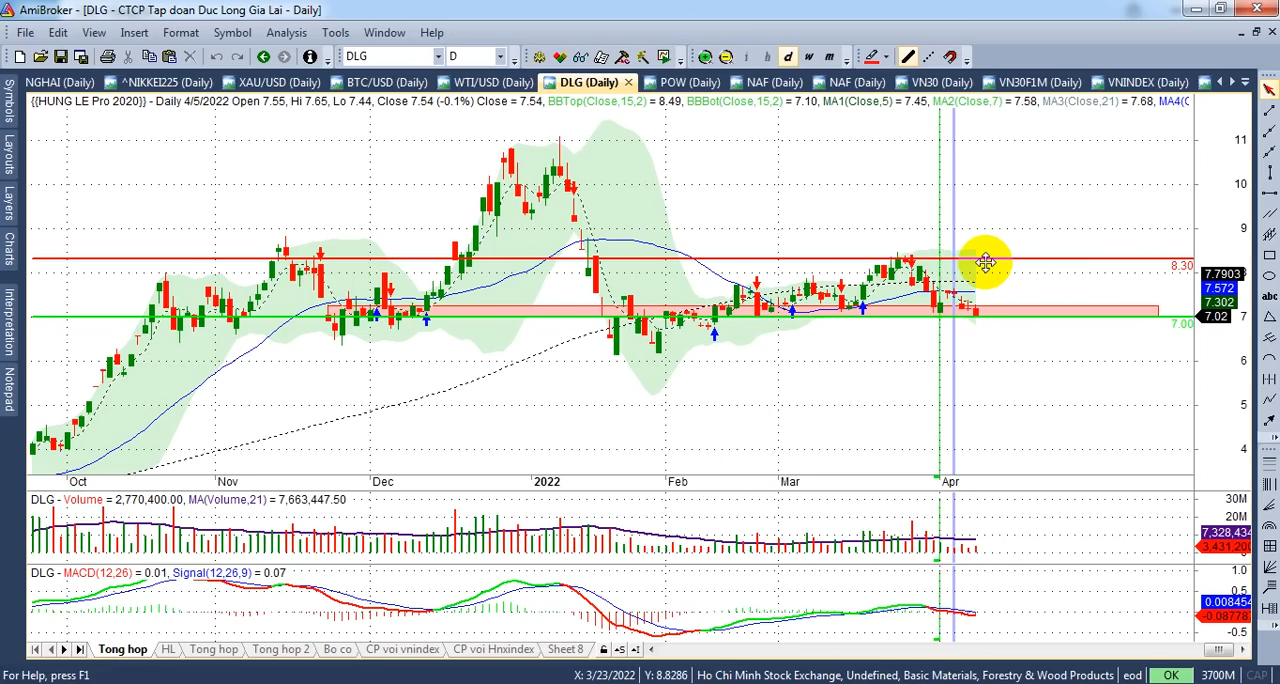 AmiBroker - [DLG - CTCP Tap doan Duc Long Gia Lai - Daily]
File Edit View Insert Format Symbol Analysis Tools Window Help
DLG D i h d w m
NGHAI (Daily) ^NIKKEI225 (Daily) XAU/USD (Daily) BTC/USD (Daily) WTI/USD (Daily) DLG (Daily) POW (Daily) NAF (Daily) NAF (Daily) VN30 (Daily) VN30F1M (Daily) VNINDEX (Daily)
{{HUNG LE Pro 2020}} - Daily 4/5/2022 Open 7.55, Hi 7.65, Lo 7.44, Close 7.54 (-0.1%) Close = 7.54, BBTop(Close,15,2) = 8.49, BBBot(Close,15,2) = 7.10, MA1(Close,5) = 7.45, MA2(Close,7) = 7.58, MA3(Close,21) = 7.68, MA4(C
Symbols
Layouts
Layers
Charts
Interpretation
Notepad
abc
11
10
9
8.30
7.7903
7.572
7.302
7
7.02
7.00
6
5
4
Oct Nov Dec 2022 Feb Mar Apr
DLG - Volume = 2,770,400.00, MA(Volume,21) = 7,663,447.50
30M
20M
7,328,434
3,431,200
DLG - MACD(12,26) = 0.01, Signal(12,26,9) = 0.07
1.0
0.008454
-0.08778
-0.5
Tong hop HL Tong hop Tong hop 2 Bo co CP voi vnindex CP voi Hnxindex Sheet 8
For Help, press F1 X: 3/23/2022 Y: 8.8286 Ho Chi Minh Stock Exchange, Undefined, Basic Materials, Forestry & Wood Products eod OK 3700M CAP